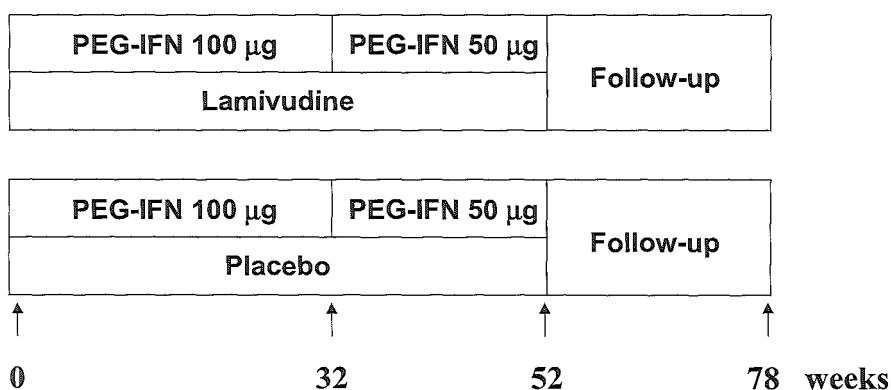 PEG-IFN 100 μg PEG-IFN 50 μg
Follow-up
Lamivudine
PEG-IFN 100 μg PEG-IFN 50 μg
Follow-up
Placebo
0 32 52 78 weeks